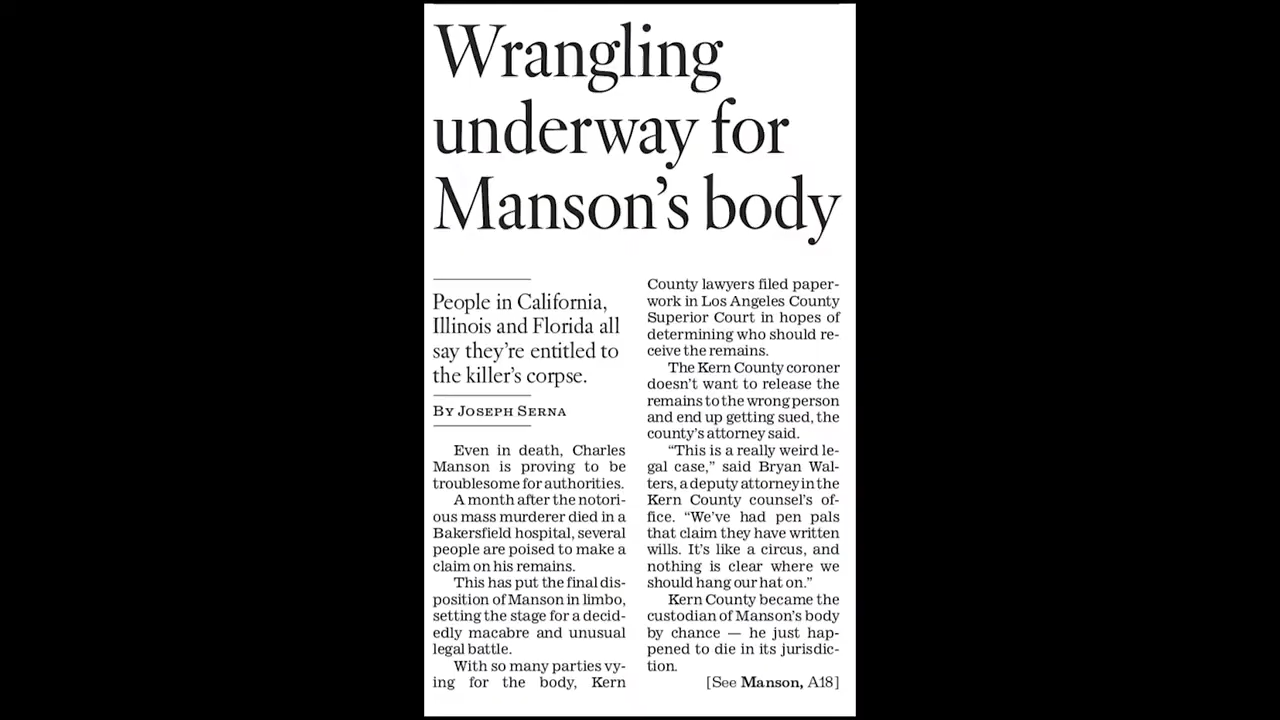 Wrangling
underway for
Manson's body
People in California,
Illinois and Florida all
say they're entitled to
the killer's corpse.
By Joseph Serna
Even in death, Charles
Manson is proving to be
troublesome for authorities.
A month after the notori-
ous mass murderer died in a
Bakersfield hospital, several
people are poised to make a
claim on his remains.
This has put the final dis-
position of Manson in limbo,
setting the stage for a decid-
edly macabre and unusual
legal battle.
With so many parties vy-
ing for the body, Kern
County lawyers filed paper-
work in Los Angeles County
Superior Court in hopes of
determining who should re-
ceive the remains.
The Kern County coroner
doesn't want to release the
remains to the wrong person
and end up getting sued, the
county's attorney said.
"This is a really weird le-
gal case," said Bryan Wal-
ters, a deputy attorney in the
Kern County counsel's of-
fice. "We've had pen pals
that claim they have written
wills. It's like a circus, and
nothing is clear where we
should hang our hat on."
Kern County became the
custodian of Manson's body
by chance — he just hap-
pened to die in its jurisdic-
tion.
[See Manson, A18]